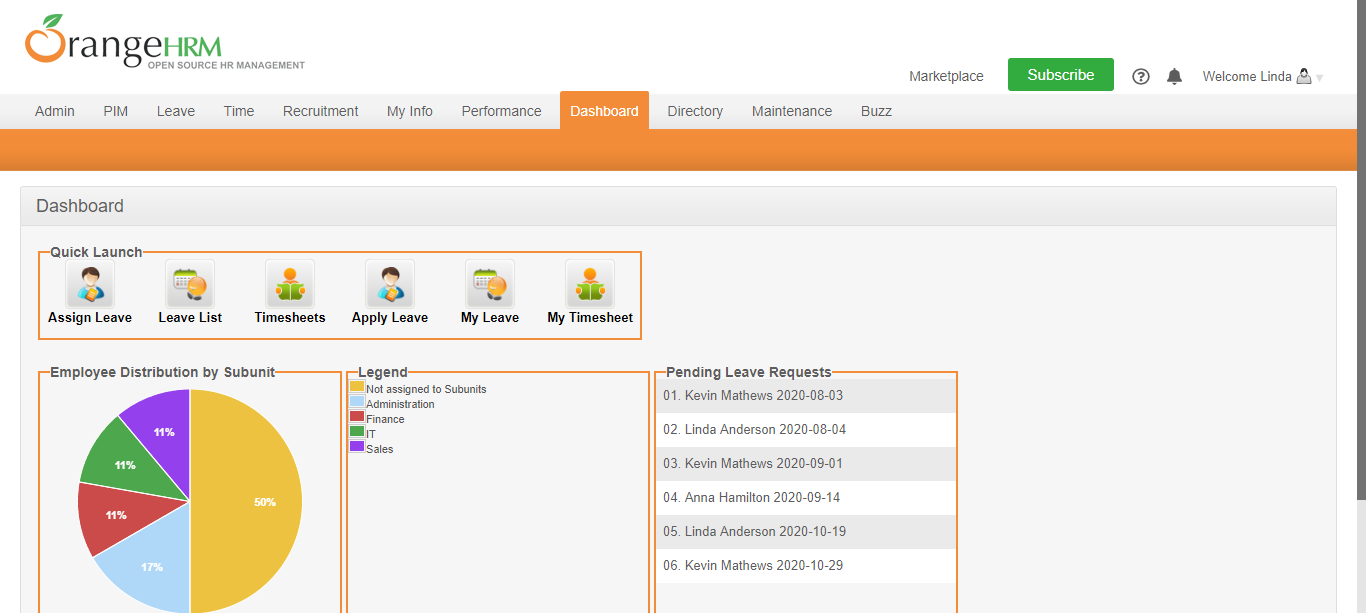 OrangeHRM
OPEN SOURCE HR MANAGEMENT
Marketplace Subscribe ? Welcome Linda
Admin PIM Leave Time Recruitment My Info Performance Dashboard Directory Maintenance Buzz
Dashboard
Quick Launch
Assign Leave Leave List Timesheets Apply Leave My Leave My Timesheet
Employee Distribution by Subunit
11%
11%
50%
11%
17%
Legend
Not assigned to Subunits
Administration
Finance
IT
Sales
Pending Leave Requests
01. Kevin Mathews 2020-08-03
02. Linda Anderson 2020-08-04
03. Kevin Mathews 2020-09-01
04. Anna Hamilton 2020-09-14
05. Linda Anderson 2020-10-19
06. Kevin Mathews 2020-10-29